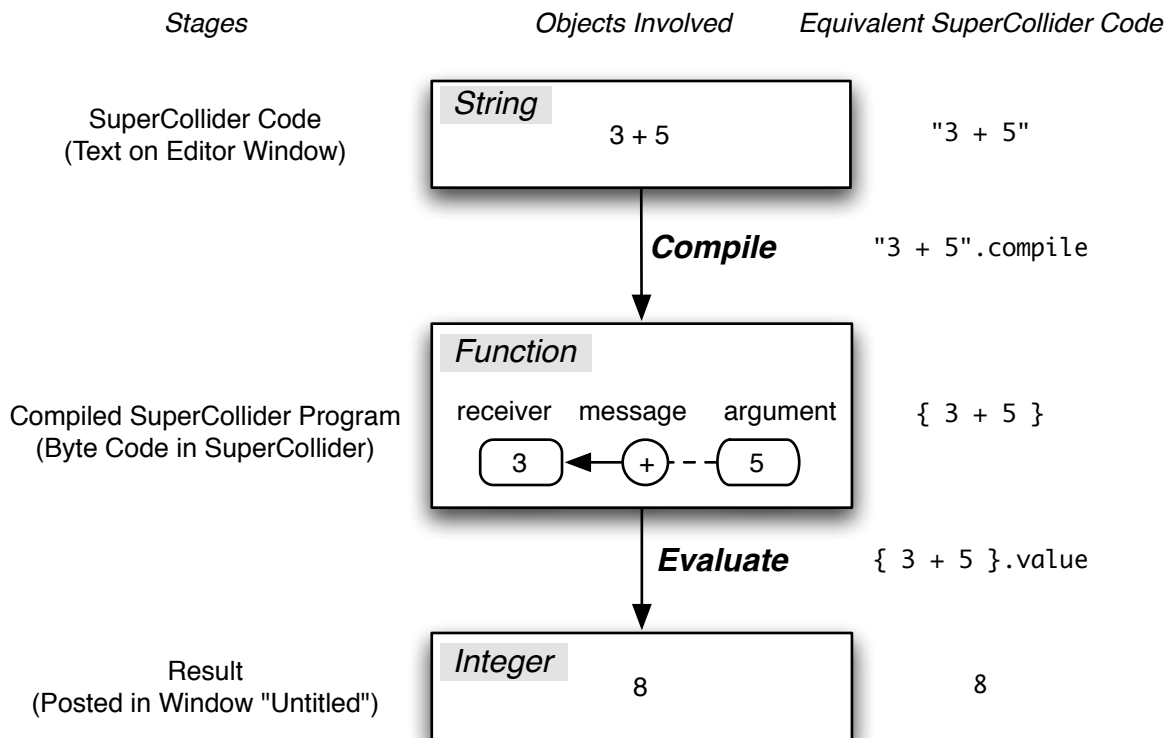 Stages Objects Involved Equivalent SuperCollider Code
String
SuperCollider Code
(Text on Editor Window)
3 + 5
"3 + 5"
Compile "3 + 5".compile
Function
receiver message argument
Compiled SuperCollider Program
(Byte Code in SuperCollider)
3 + 5
{ 3 + 5 }
Evaluate { 3 + 5 }.value
Integer
Result
(Posted in Window "Untitled")
8
8